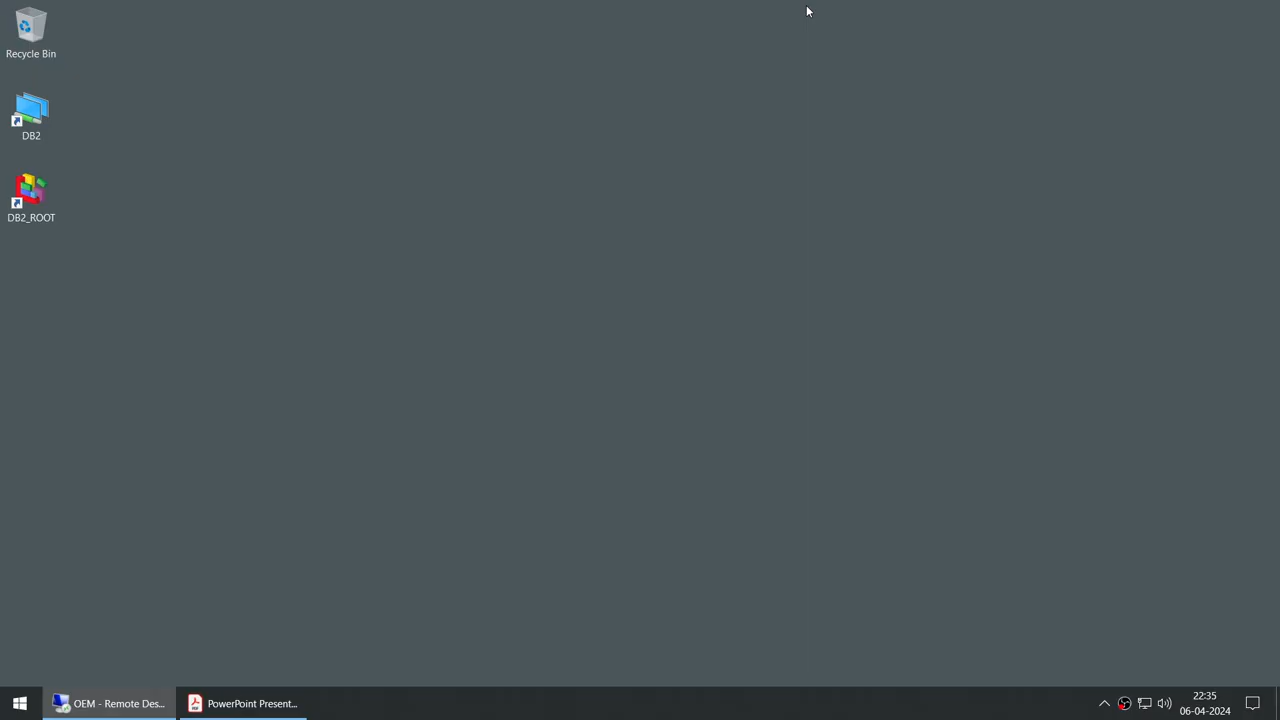 Recycle Bin
DB2
DB2_ROOT
OEM - Remote Des...
PowerPoint Present...
22:35
06-04-2024